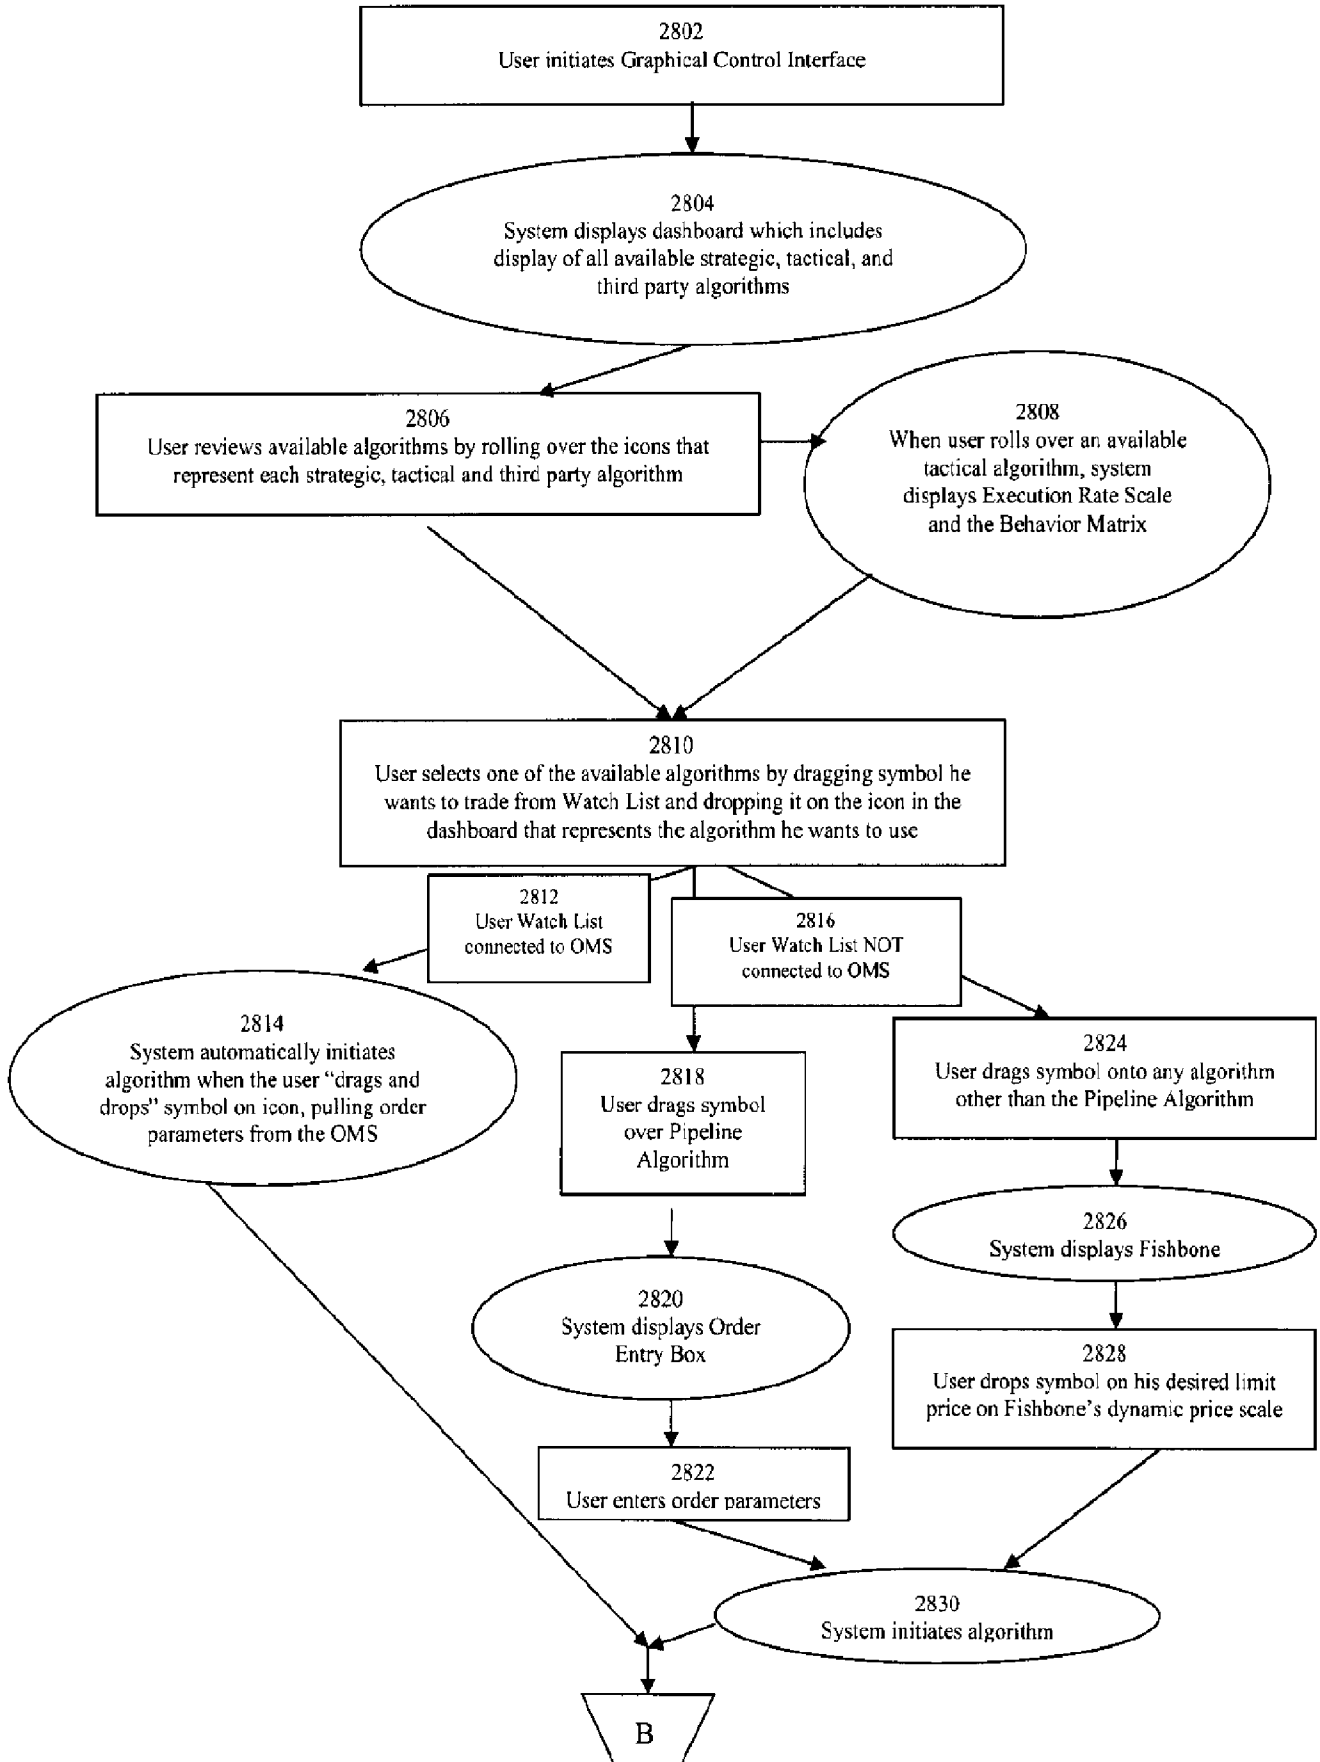 2802
User initiates Graphical Control Interface
2804
System displays dashboard which includes
display of all available strategic, tactical, and
third party algorithms
2806
User reviews available algorithms by rolling over the icons that
represent each strategic, tactical and third party algorithm
2808
When user rolls over an available
tactical algorithm, system
displays Execution Rate Scale
and the Behavior Matrix
2810
User selects one of the available algorithms by dragging symbol he
wants to trade from Watch List and dropping it on the icon in the
dashboard that represents the algorithm he wants to use
2812
User Watch List
connected to OMS
2816
User Watch List NOT
connected to OMS
2814
System automatically initiates
algorithm when the user “drags and
drops” symbol on icon, pulling order
parameters from the OMS
2818
User drags symbol
over Pipeline
Algorithm
2824
User drags symbol onto any algorithm
other than the Pipeline Algorithm
2826
System displays Fishbone
2820
System displays Order
Entry Box
2828
User drops symbol on his desired limit
price on Fishbone’s dynamic price scale
2822
User enters order parameters
2830
System initiates algorithm
B